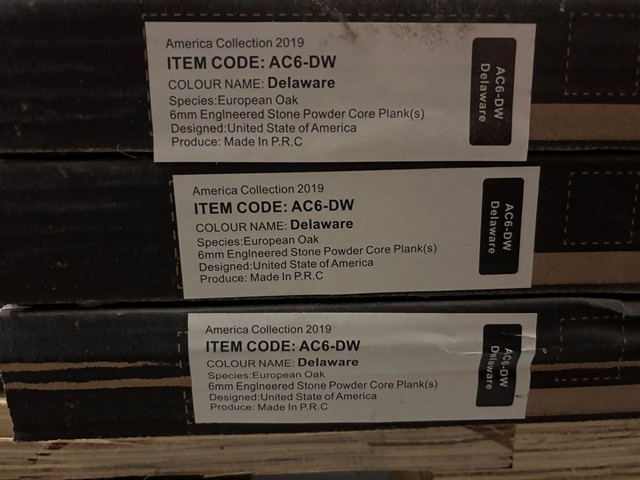 America Collection 2019
ITEM CODE: AC6-DW
COLOUR NAME: Delaware
Species:European Oak
6mm EngIneered Stone Powder Core Plank(s)
Designed:United State of America
Produce: Made In P.R.C
AC6-DW
Delaware
America Collection 2019
ITEM CODE: AC6-DW
COLOUR NAME: Delaware
Species:European Oak
6mm EngIneered Stone Powder Core Plank(s)
Designed:United State of America
Produce: Made In P.R.C
AC6-DW
Delaware
America Collection 2019
ITEM CODE: AC6-DW
COLOUR NAME: Delaware
Species:European Oak
6mm EngIneered Stone Powder Core Plank(s)
Designed:United State of America
Produce: Made In P.R.C
AC6-DW
Delaware